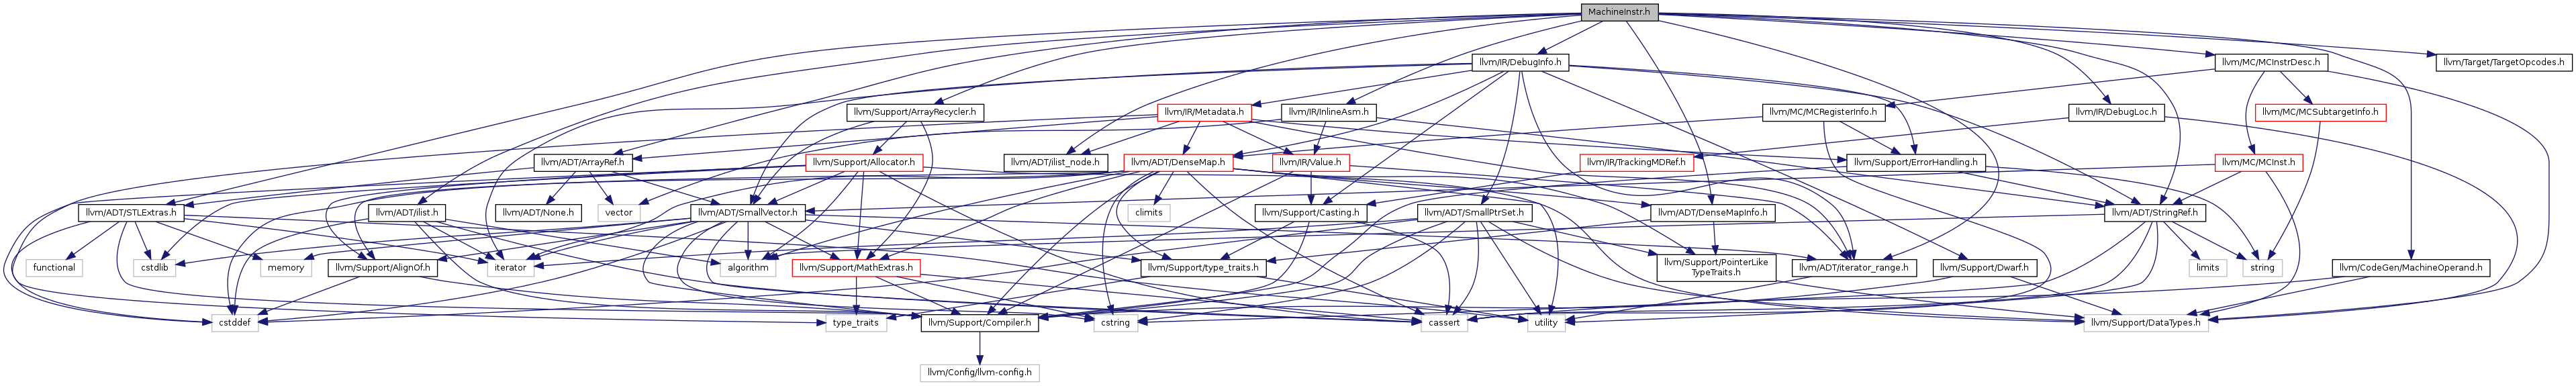 MachineInstr.h
llvm/IR/DebugInfo.h
llvm/MC/MCInstrDesc.h
llvm/Target/TargetOpcodes.h
llvm/Support/ArrayRecycler.h
llvm/IR/Metadata.h
llvm/IR/InlineAsm.h
llvm/MC/MCRegisterInfo.h
llvm/IR/DebugLoc.h
llvm/MC/MCSubtargetInfo.h
llvm/ADT/ArrayRef.h
llvm/Support/Allocator.h
llvm/ADT/ilist_node.h
llvm/ADT/DenseMap.h
llvm/IR/Value.h
llvm/IR/TrackingMDRef.h
llvm/Support/ErrorHandling.h
llvm/MC/MCInst.h
llvm/ADT/STLExtras.h
llvm/ADT/ilist.h
llvm/ADT/None.h
vector
llvm/ADT/SmallVector.h
climits
llvm/Support/Casting.h
llvm/ADT/SmallPtrSet.h
llvm/ADT/DenseMapInfo.h
llvm/ADT/StringRef.h
functional
cstdlib
memory
llvm/Support/AlignOf.h
iterator
algorithm
llvm/Support/MathExtras.h
llvm/Support/type_traits.h
llvm/Support/PointerLike
TypeTraits.h
llvm/ADT/iterator_range.h
llvm/Support/Dwarf.h
limits
string
llvm/CodeGen/MachineOperand.h
cstddef
type_traits
llvm/Support/Compiler.h
cstring
cassert
utility
llvm/Support/DataTypes.h
llvm/Config/llvm-config.h